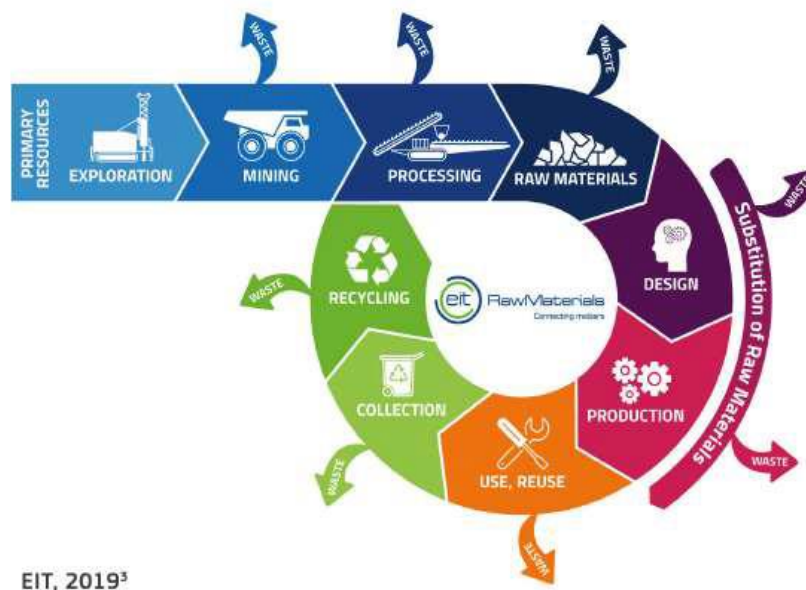 WASTE
WASTE
WASTE
PRIMARY
RESOURCES
EXPLORATION
MINING
PROCESSING
RAW MATERIALS
WASTE
Substitution of Raw Materials
DESIGN
RECYCLING
WASTE
eit RawMaterials
Connecting matters
COLLECTION
PRODUCTION
USE, REUSE
WASTE
WASTE
WASTE
EIT, 2019³